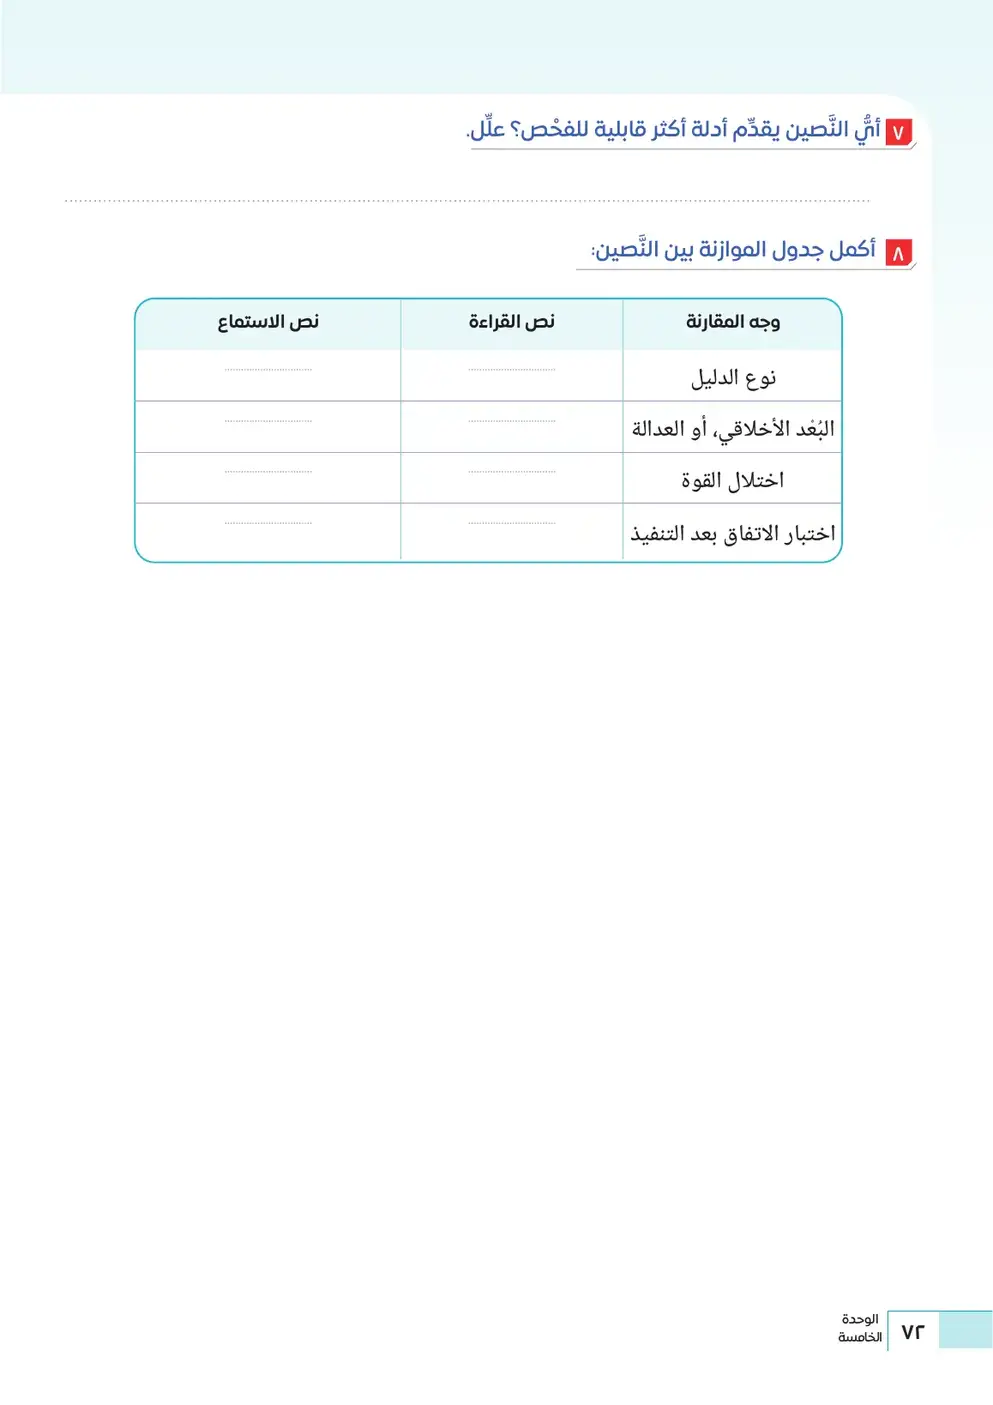 ٧ أيُّ النَّصين يقدِّم أدلة أكثر قابلية للفحْص؟ علِّل.
٨ أكمل جدول الموازنة بين النَّصين:
وجه المقارنة نص القراءة نص الاستماع
نوع الدليل
البُعْد الأخلاقي، أو العدالة
اختلال القوة
اختبار الاتفاق بعد التنفيذ
الوحدة
الخامسة
٧٢